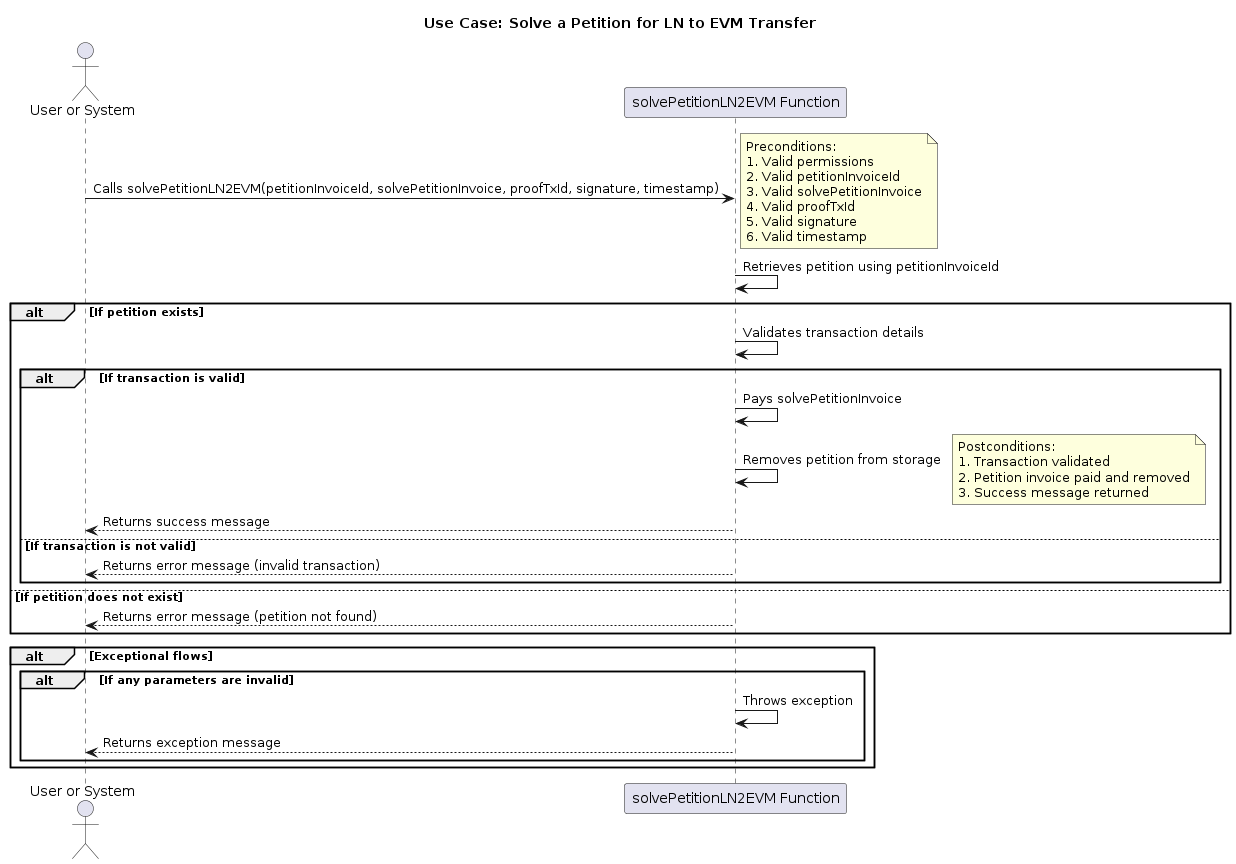 Use Case: Solve a Petition for LN to EVM Transfer
User or System
solvePetitionLN2EVM Function
Preconditions:
1. Valid permissions
2. Valid petitionInvoiceId
3. Valid solvePetitionInvoice
4. Valid proofTxId
5. Valid signature
6. Valid timestamp
Calls solvePetitionLN2EVM(petitionInvoiceId, solvePetitionInvoice, proofTxId, signature, timestamp)
Retrieves petition using petitionInvoiceId
alt [If petition exists]
Validates transaction details
alt [If transaction is valid]
Pays solvePetitionInvoice
Removes petition from storage
Postconditions:
1. Transaction validated
2. Petition invoice paid and removed
3. Success message returned
Returns success message
[If transaction is not valid]
Returns error message (invalid transaction)
[If petition does not exist]
Returns error message (petition not found)
alt [Exceptional flows]
alt [If any parameters are invalid]
Throws exception
Returns exception message
User or System
solvePetitionLN2EVM Function